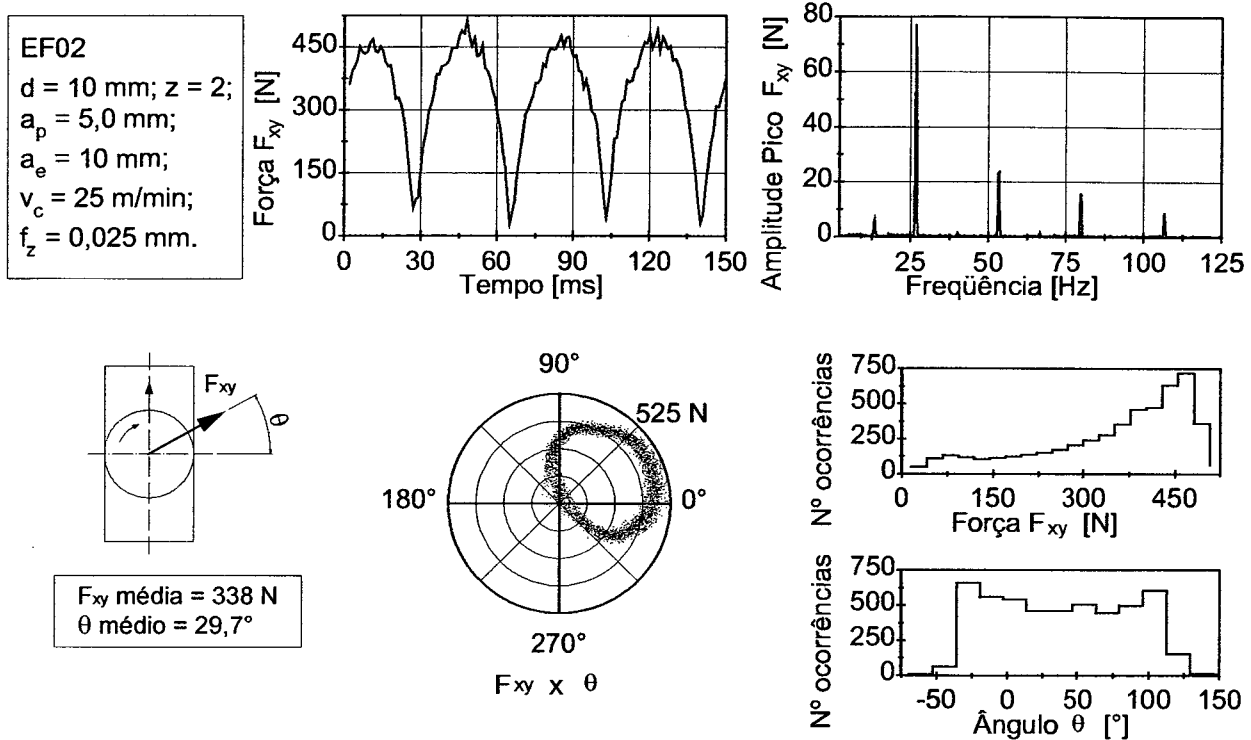 EF02
d = 10 mm; z = 2;
a_p = 5,0 mm;
a_e = 10 mm;
v_c = 25 m/min;
f_z = 0,025 mm.
Força F_xy [N]
450
300
150
0
0 30 60 90 120 150
Tempo [ms]
Amplitude Pico F_xy [N]
80
60
40
20
0
25 50 75 100 125
Freqüência [Hz]
F_xy
θ
F_xy média = 338 N
θ médio = 29,7°
90°
525 N
180°
0°
270°
F_xy x θ
Nº ocorrências
750
500
250
0
0 150 300 450
Força F_xy [N]
Nº ocorrências
750
500
250
0
-50 0 50 100 150
Ângulo θ [°]